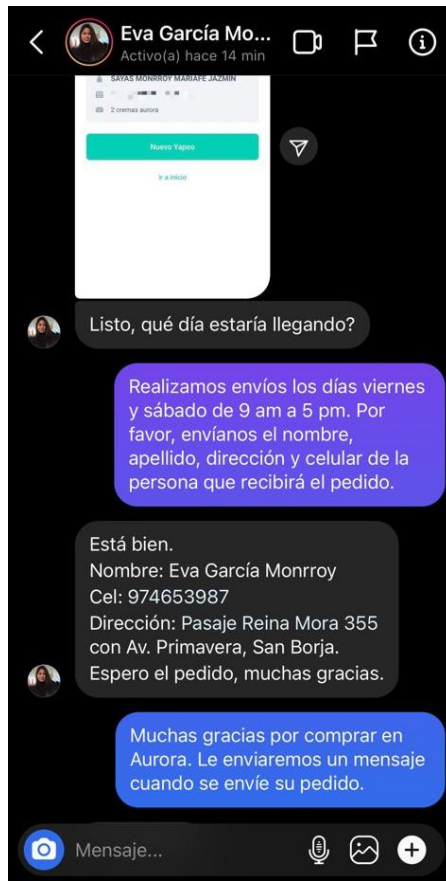 Eva García Mo...
Activo(a) hace 14 min
SAYAS MONRROY MARIAFE JAZMIN
2 cremas aurora
Nuevo Yapeo
Ir a inicio
Listo, qué día estaría llegando?
Realizamos envíos los días viernes
y sábado de 9 am a 5 pm. Por
favor, envíanos el nombre,
apellido, dirección y celular de la
persona que recibirá el pedido.
Está bien.
Nombre: Eva García Monrroy
Cel: 974653987
Dirección: Pasaje Reina Mora 355
con Av. Primavera, San Borja.
Espero el pedido, muchas gracias.
Muchas gracias por comprar en
Aurora. Le enviaremos un mensaje
cuando se envíe su pedido.
Mensaje...